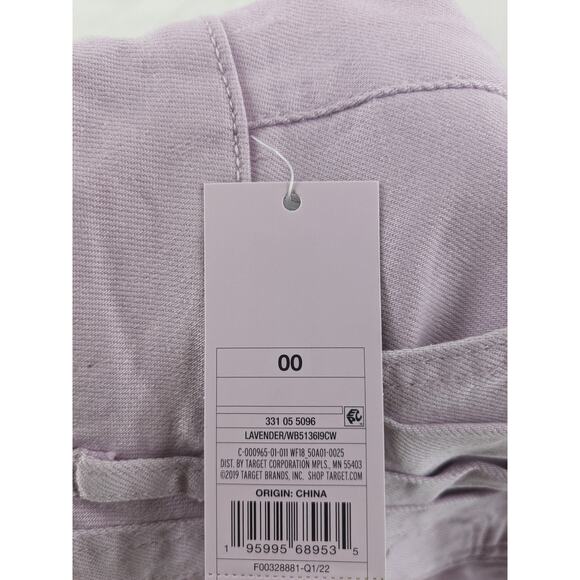 00
331 05 5096
LAVENDER/WB5136I9CW
C-000965-01-011 WF18_50A01-0025
DIST. BY TARGET CORPORATION MPLS., MN 55403
©2019 TARGET BRANDS, INC. SHOP TARGET.COM
ORIGIN: CHINA
1 95995 68953 5
F00328881-Q1/22